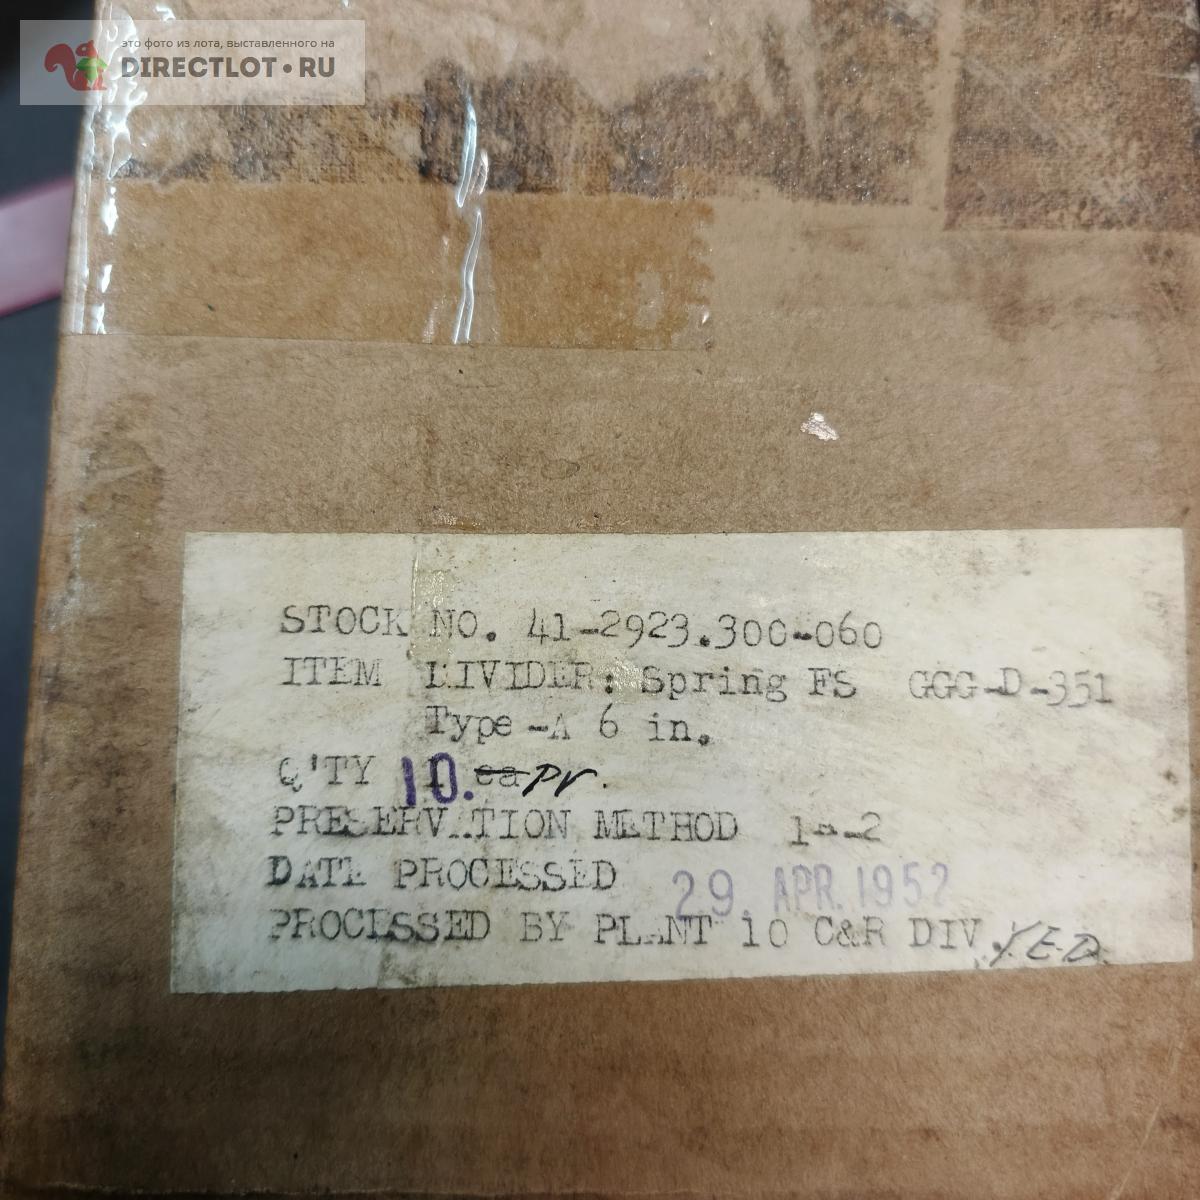 это фото из лота, выставленного на
DIRECTLOT•RU
STOCK NO. 41-2923.300-060
ITEM DIVIDER: Spring FS GGG-D-351
Type -A 6 in.
Q'TY 10. ea pr.
PRESERVATION METHOD 1a-2
DATE PROCESSED 29. APR. 1952
PROCESSED BY PLANT 10 C&R DIV.